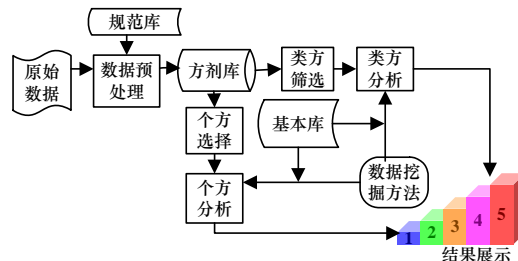 规范库
原始
数据
数据预
处理
方剂库
类方
筛选
类方
分析
个方
选择
基本库
个方
分析
数据挖
掘方法
1
2
3
4
5
结果展示